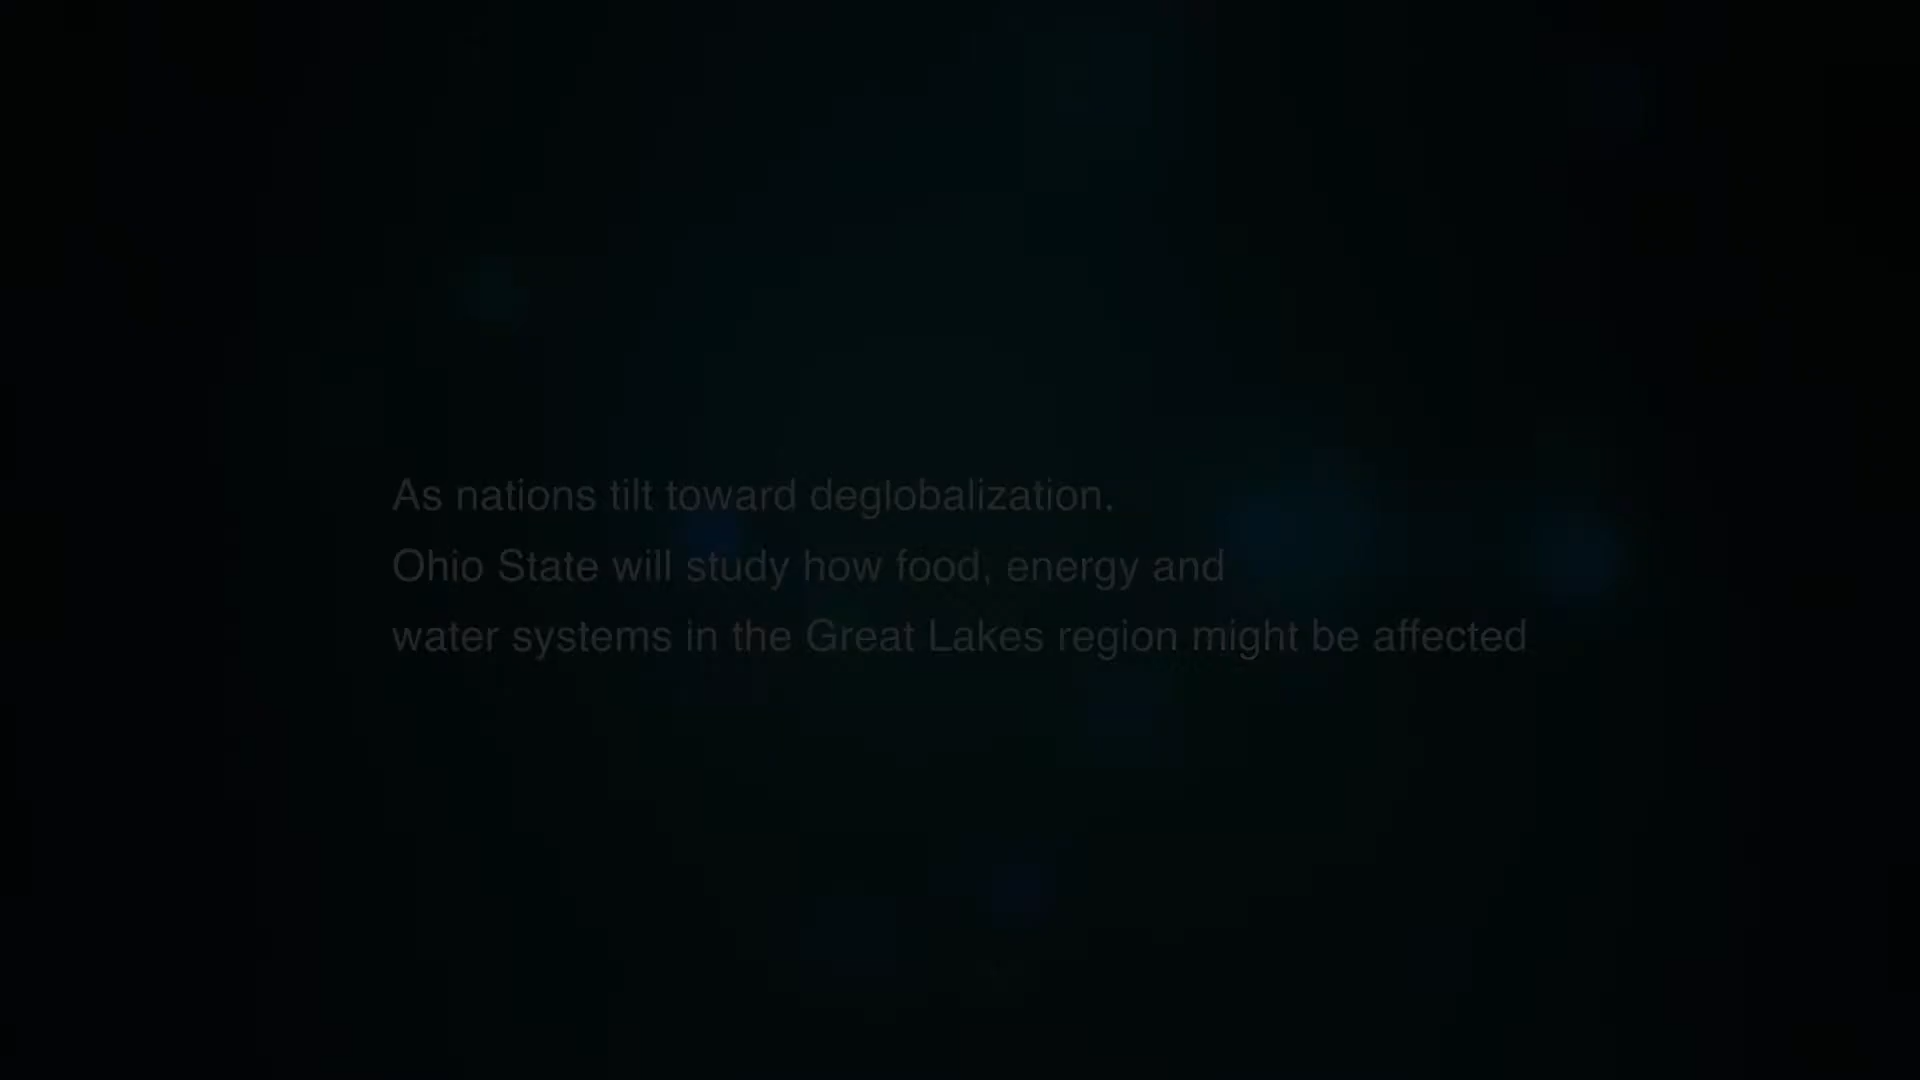 As nations tilt toward deglobalization.
Ohio State will study how food, energy and
water systems in the Great Lakes region might be affected